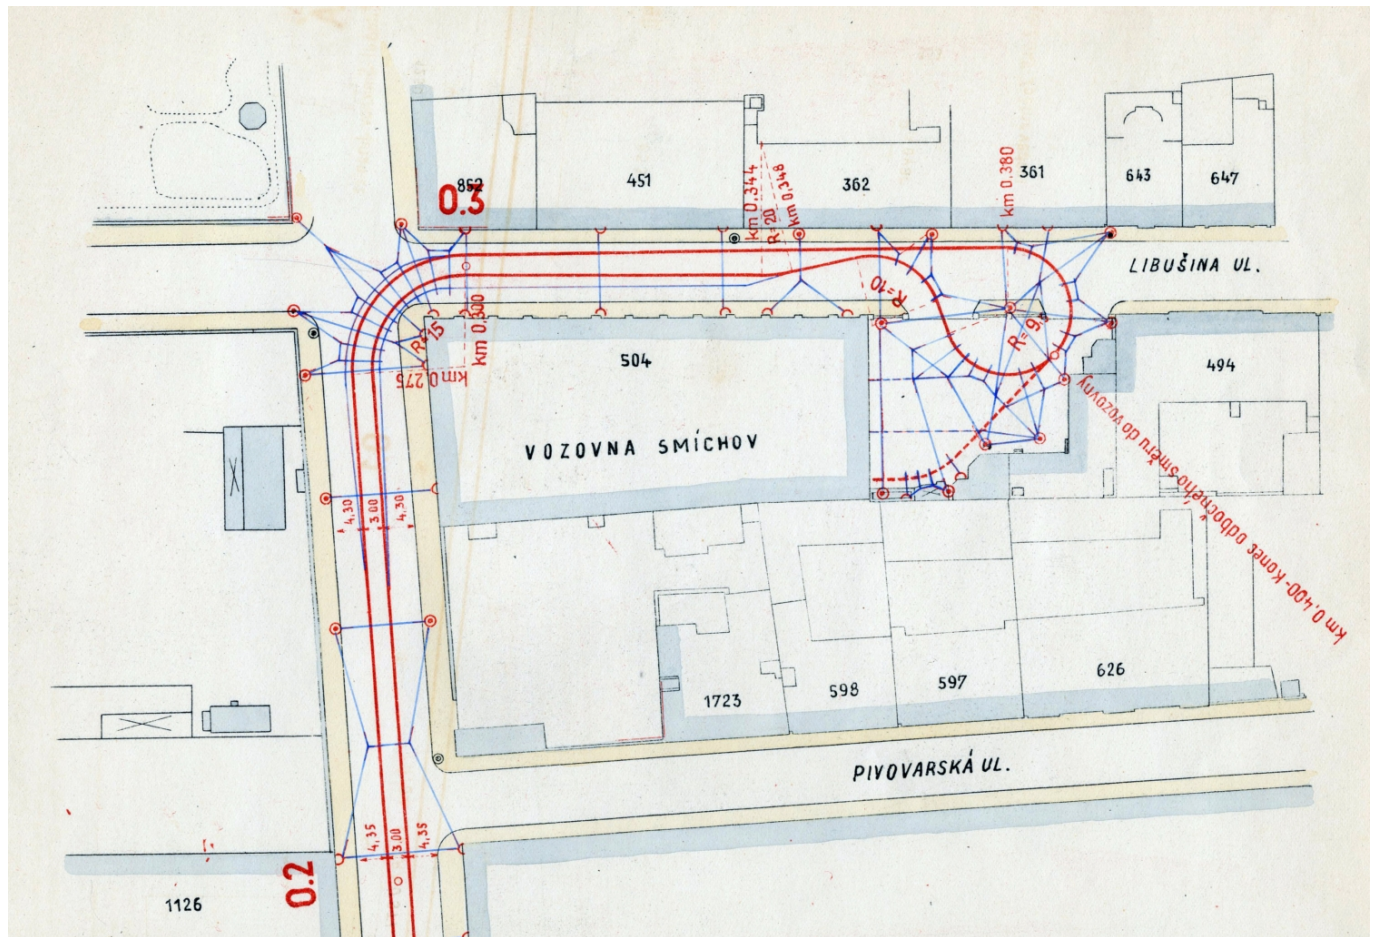 852
0.3
451
km 0.344
R=20
km 0.348
362
km 0.380
361
643
647
LIBUŠINA UL.
R=10
R=9
R=15
km 0.300
km 0.275
504
494
VOZOVNA SMÍCHOV
km 0,400-konec odbočného směru do vozovny
4,30
3.00
4,30
1723
598
597
626
PIVOVARSKÁ UL.
4,35
3.00
4,35
0.2
1126